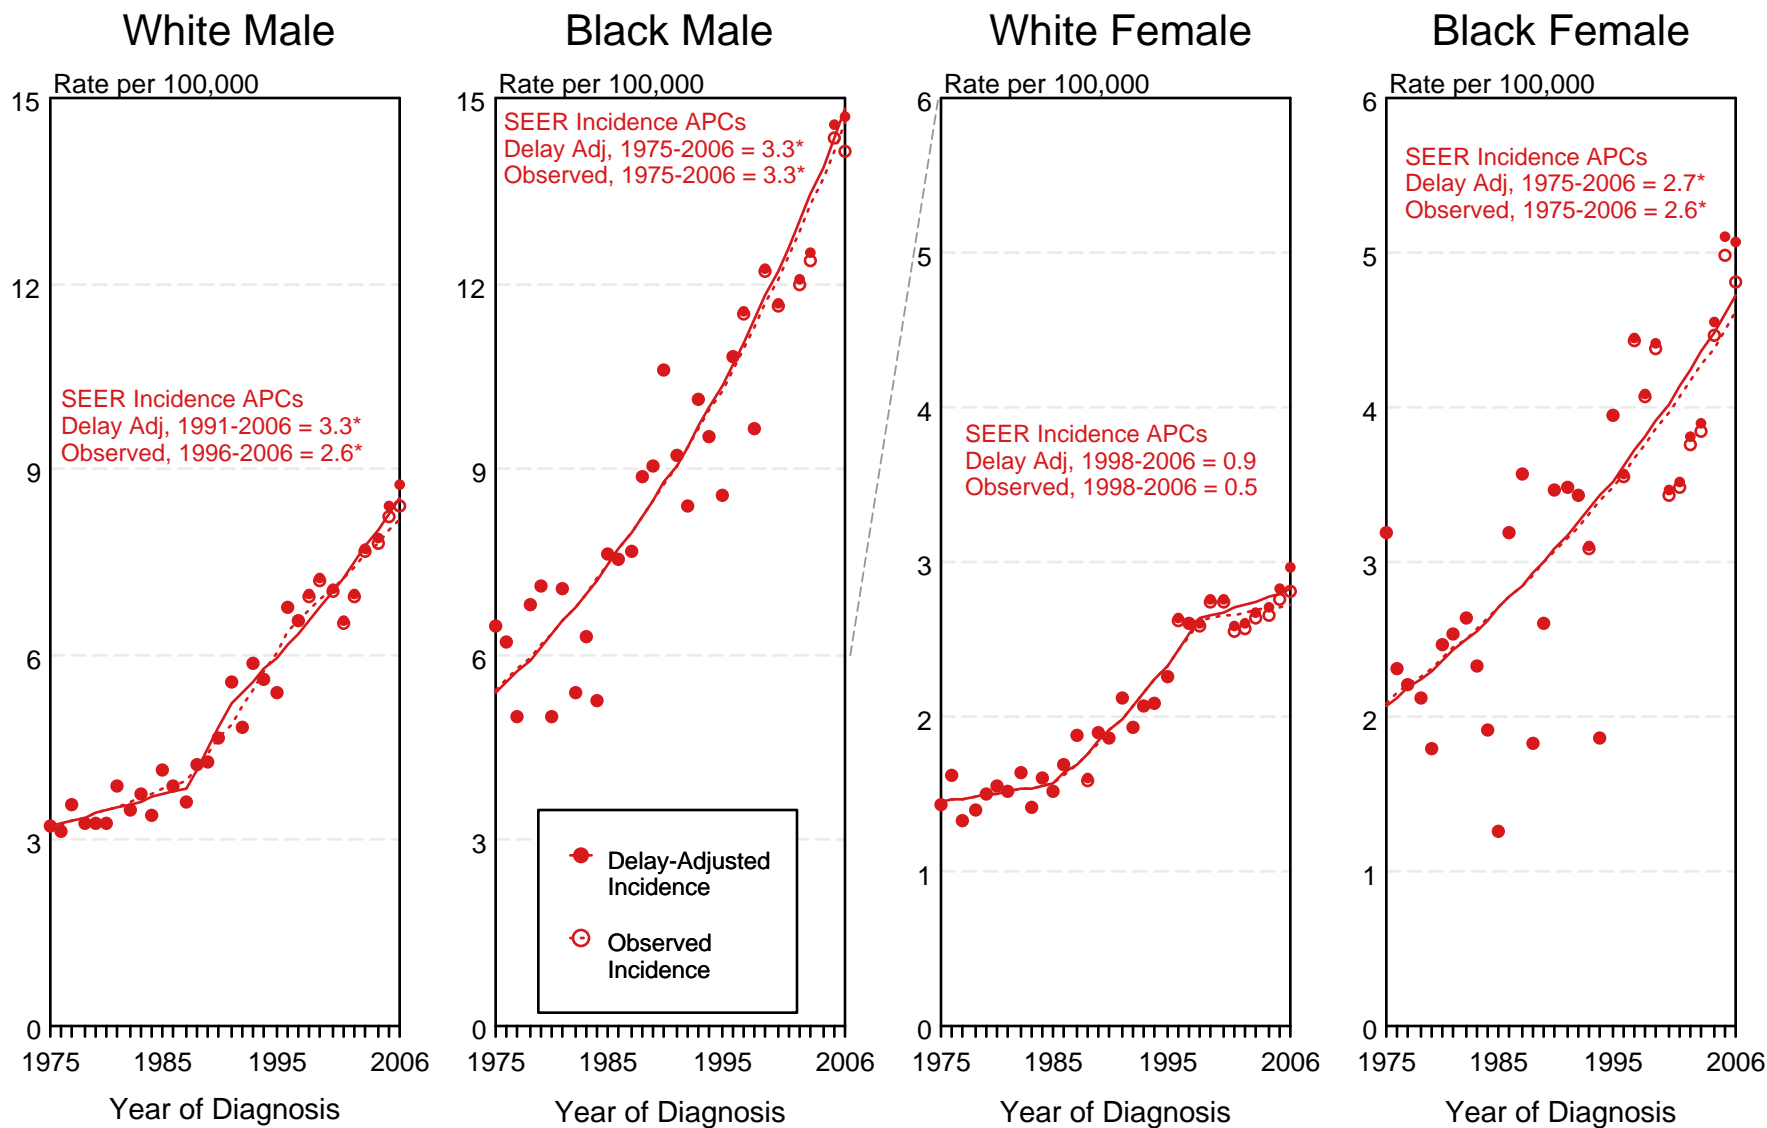 White Male
Rate per 100,000
15
12
9
6
3
0
SEER Incidence APCs
Delay Adj, 1991-2006 = 3.3*
Observed, 1996-2006 = 2.6*
1975
1985
1995
2006
Year of Diagnosis
Black Male
Rate per 100,000
15
12
9
6
3
0
SEER Incidence APCs
Delay Adj, 1975-2006 = 3.3*
Observed, 1975-2006 = 3.3*
Delay-Adjusted
Incidence
Observed
Incidence
1975
1985
1995
2006
Year of Diagnosis
White Female
Rate per 100,000
6
5
4
3
2
1
0
SEER Incidence APCs
Delay Adj, 1998-2006 = 0.9
Observed, 1998-2006 = 0.5
1975
1985
1995
2006
Year of Diagnosis
Black Female
Rate per 100,000
6
5
4
3
2
1
0
SEER Incidence APCs
Delay Adj, 1975-2006 = 2.7*
Observed, 1975-2006 = 2.6*
1975
1985
1995
2006
Year of Diagnosis